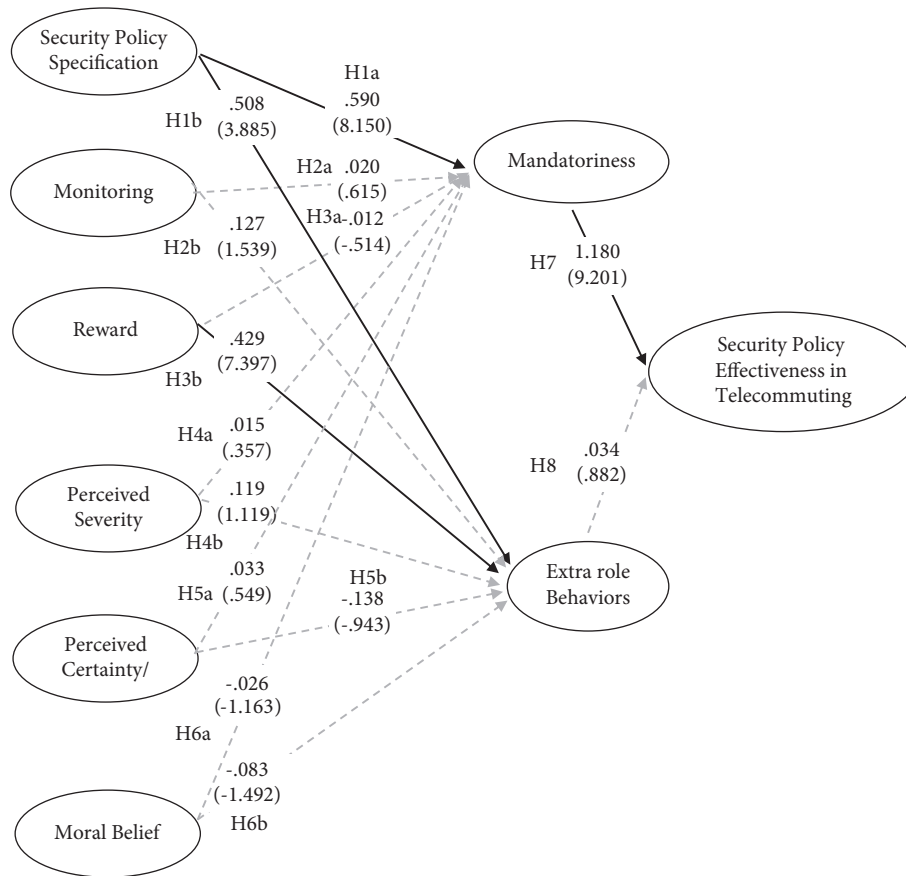 Security Policy
Specification
H1a
.590
(8.150)
.508
(3.885)
H1b
Mandatoriness
Monitoring
H2a .020
(.615)
.127
(1.539)
H2b
H3a -.012
(-.514)
H7
1.180
(9.201)
Reward
.429
(7.397)
H3b
Security Policy
Effectiveness in
Telecommuting
.015
(.357)
H4a
H8
.034
(.882)
Perceived
Severity
.119
(1.119)
H4b
Extra role
Behaviors
.033
(.549)
H5a
H5b
-.138
(-.943)
Perceived
Certainty/
-.026
(-1.163)
H6a
-.083
(-1.492)
H6b
Moral Belief